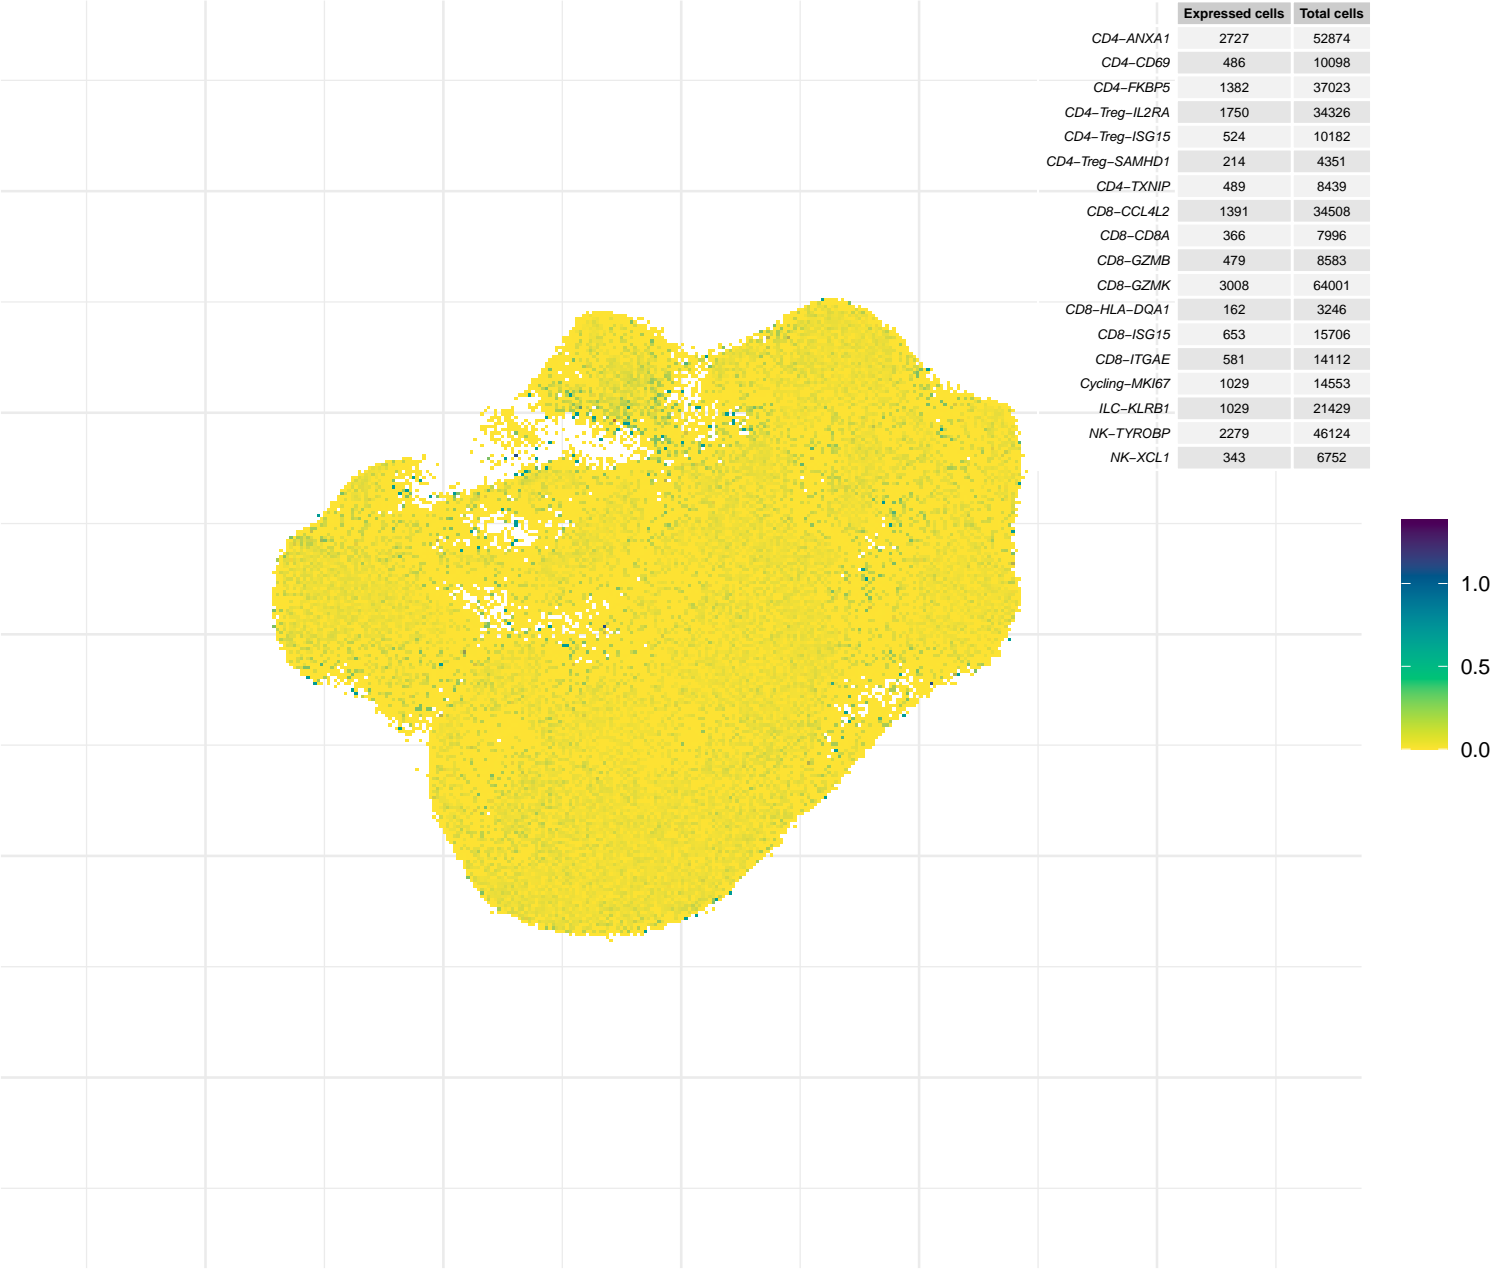 Expressed cells Total cells
CD4−ANXA1 2727 52874
CD4−CD69 486 10098
CD4−FKBP5 1382 37023
CD4−Treg−IL2RA 1750 34326
CD4−Treg−ISG15 524 10182
CD4−Treg−SAMHD1 214 4351
CD4−TXNIP 489 8439
CD8−CCL4L2 1391 34508
CD8−CD8A 366 7996
CD8−GZMB 479 8583
CD8−GZMK 3008 64001
CD8−HLA−DQA1 162 3246
CD8−ISG15 653 15706
CD8−ITGAE 581 14112
Cycling−MKI67 1029 14553
ILC−KLRB1 1029 21429
NK−TYROBP 2279 46124
NK−XCL1 343 6752
1.0
0.5
0.0